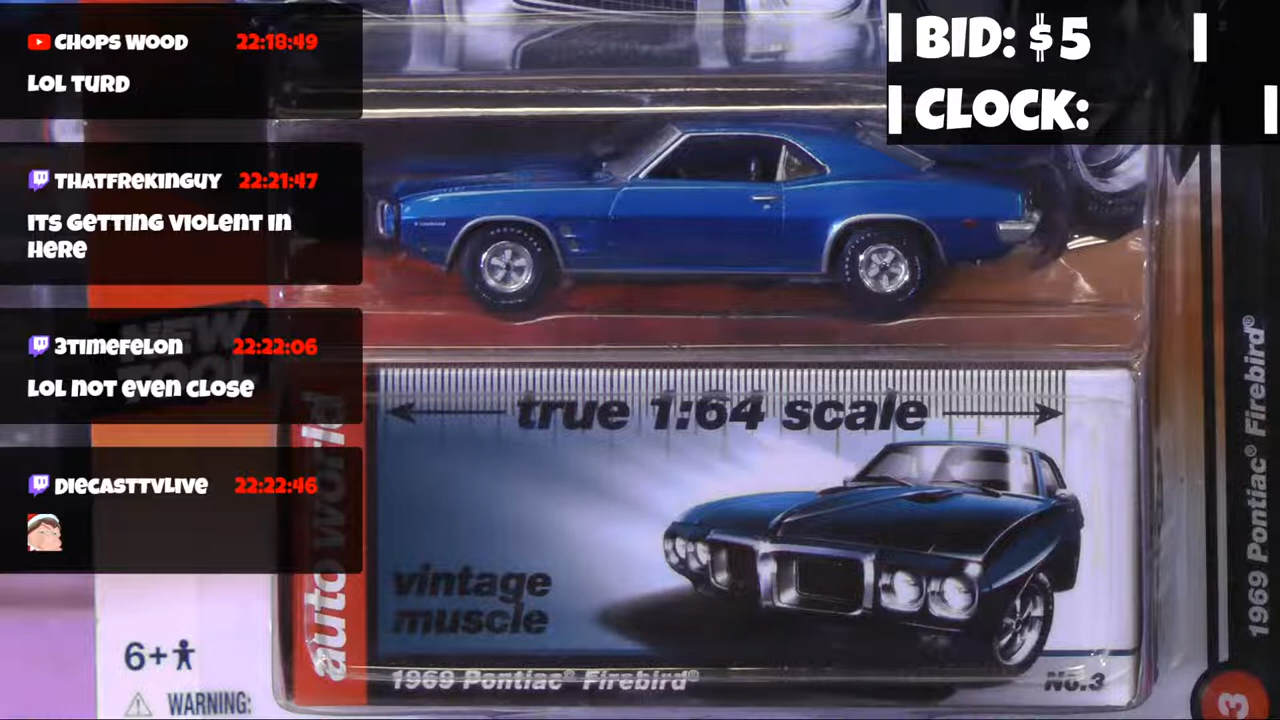 CHOPS WOOD 22:18:49
LOL TURD
THATFREKINGUY 22:21:47
ITS GETTING VIOLENT IN
HERE
3TIMEFELON 22:22:06
LOL NOT EVEN CLOSE
DIECASTTVLIVE 22:22:46
| BID: $5 |
| CLOCK: |
NEW
TOOL
true 1:64 scale
auto world
vintage
muscle
1969 Pontiac® Firebird®
No.3
6+
WARNING:
1969 Pontiac® Firebird®
3